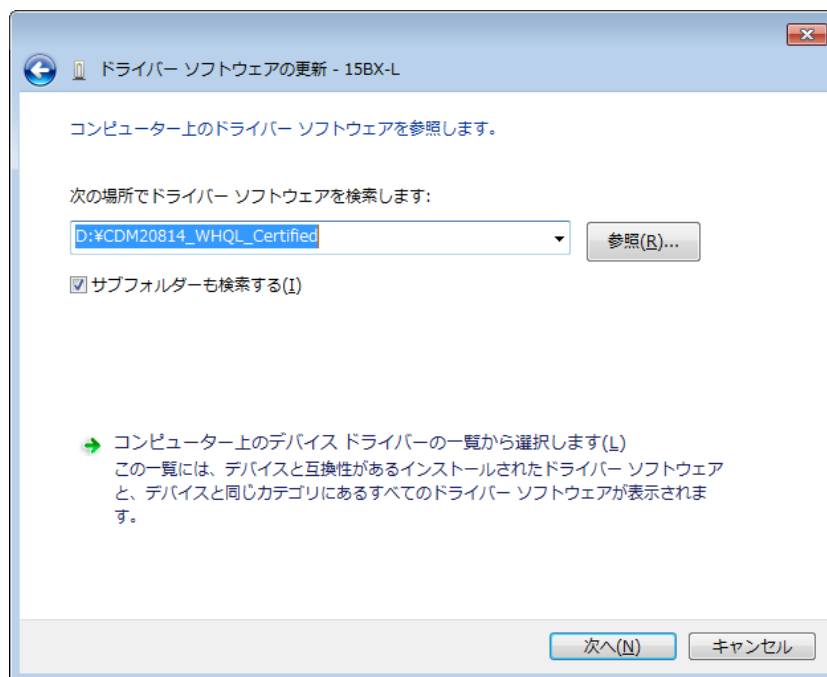 ドライバー ソフトウェアの更新 - 15BX-L
コンピューター上のドライバー ソフトウェアを参照します。
次の場所でドライバー ソフトウェアを検索します:
D:¥CDM20814_WHQL_Certified
参照(R)...
サブフォルダーも検索する(I)
コンピューター上のデバイス ドライバーの一覧から選択します(L)
この一覧には、デバイスと互換性があるインストールされたドライバー ソフトウェア
と、デバイスと同じカテゴリにあるすべてのドライバー ソフトウェアが表示されま
す。
次へ(N)
キャンセル